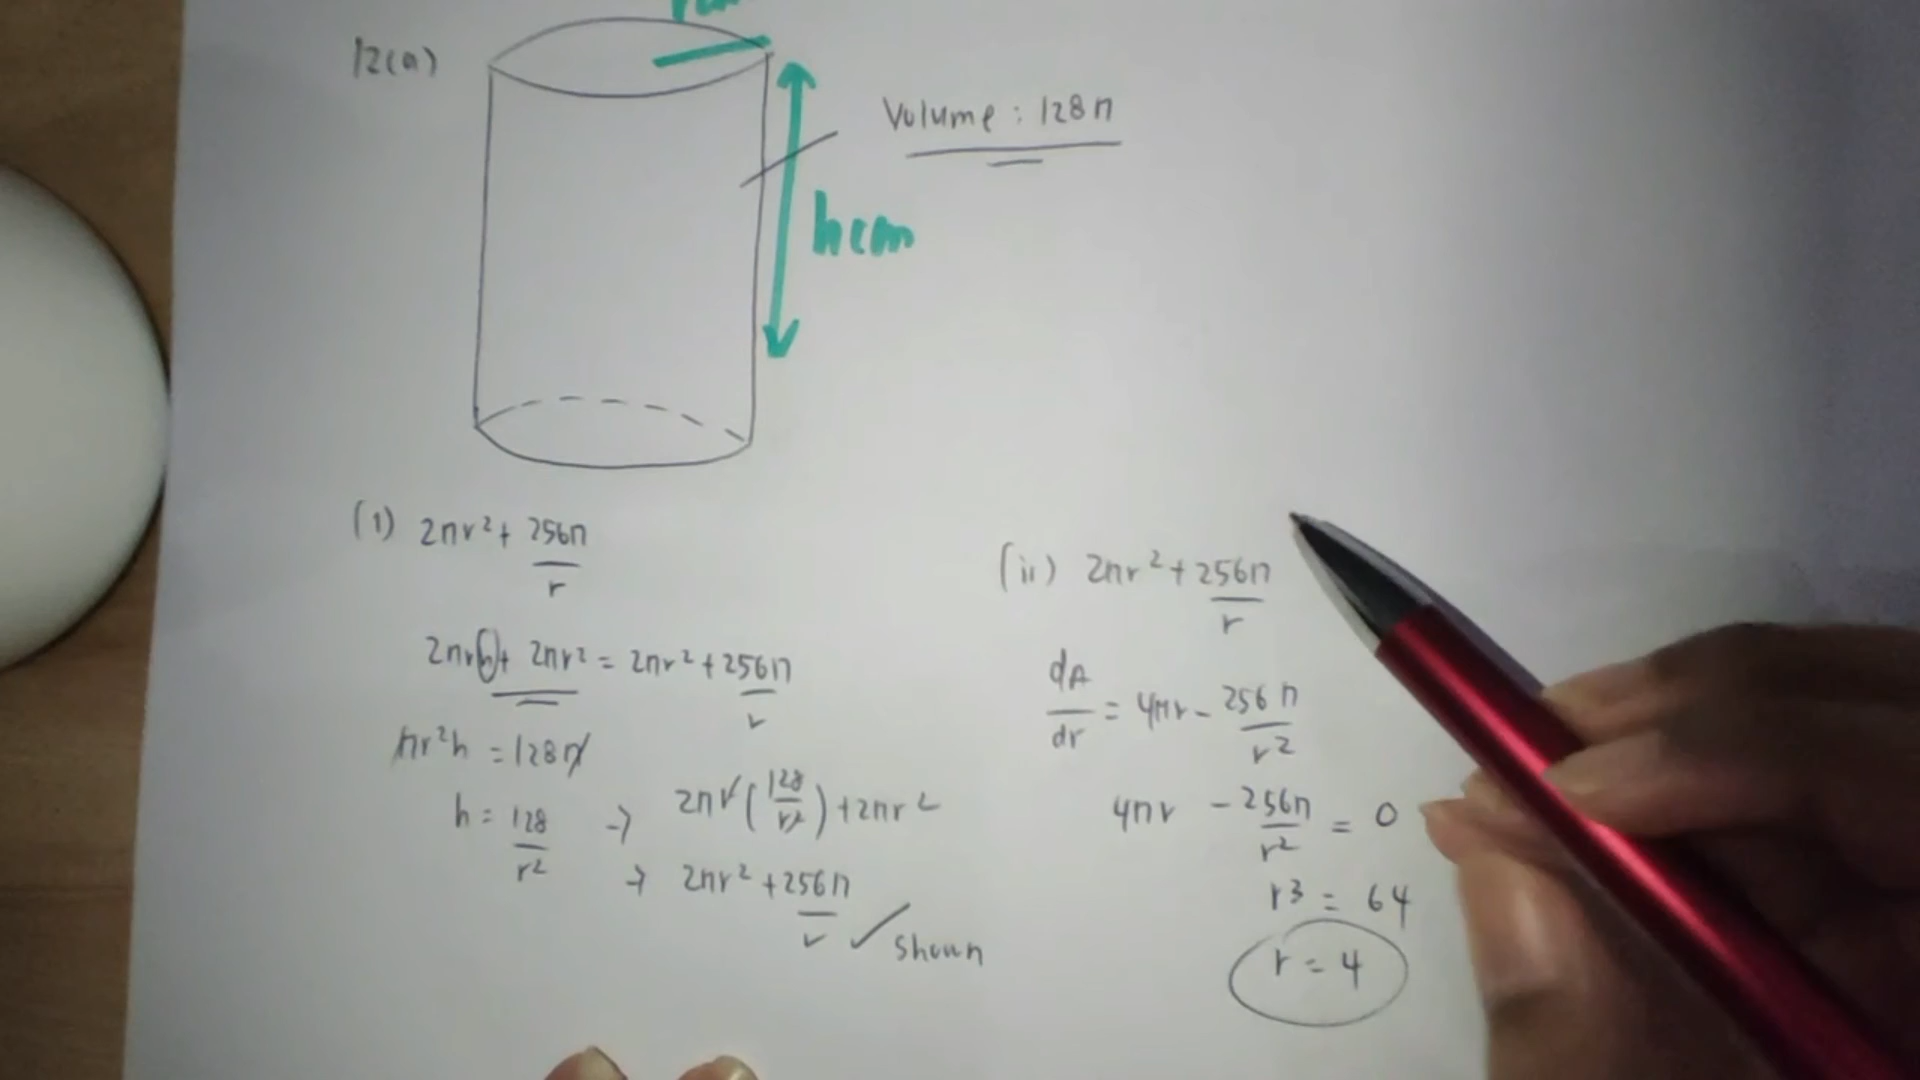 12(a)
Volume : 128π
hcm
(i) 2πr² + 256π/r
2πrh + 2πr² = 2πr² + 256π/r
πr²h = 128π
h = 128/r² → 2πr(128/r²) + 2πr²
→ 2πr² + 256π/r ✓ shown
(ii) 2πr² + 256π/r
dA/dr = 4πr - 256π/r²
4πr - 256π/r² = 0
r3 = 64
r = 4